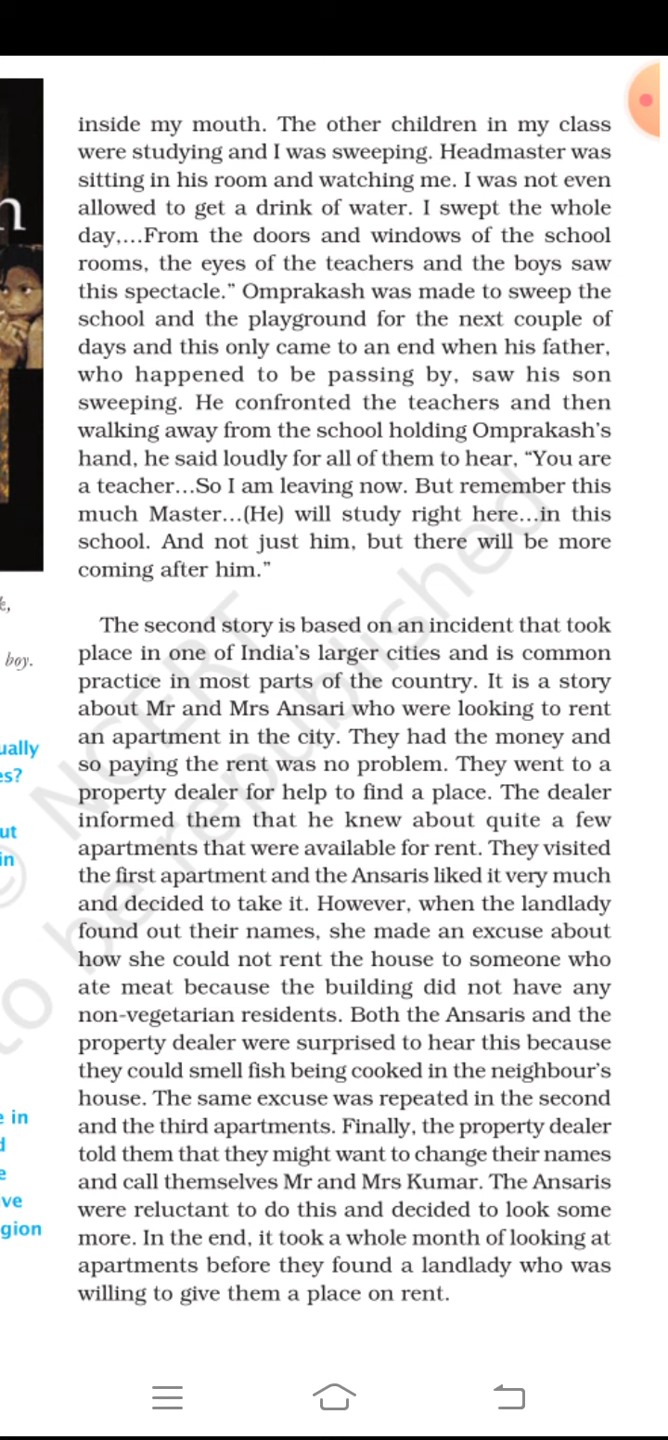 inside my mouth. The other children in my class
were studying and I was sweeping. Headmaster was
sitting in his room and watching me. I was not even
allowed to get a drink of water. I swept the whole
day,...From the doors and windows of the school
rooms, the eyes of the teachers and the boys saw
this spectacle.” Omprakash was made to sweep the
school and the playground for the next couple of
days and this only came to an end when his father,
who happened to be passing by, saw his son
sweeping. He confronted the teachers and then
walking away from the school holding Omprakash’s
hand, he said loudly for all of them to hear, “You are
a teacher...So I am leaving now. But remember this
much Master...(He) will study right here...in this
school. And not just him, but there will be more
coming after him.”
boy.
The second story is based on an incident that took
place in one of India’s larger cities and is common
practice in most parts of the country. It is a story
about Mr and Mrs Ansari who were looking to rent
an apartment in the city. They had the money and
so paying the rent was no problem. They went to a
property dealer for help to find a place. The dealer
informed them that he knew about quite a few
apartments that were available for rent. They visited
the first apartment and the Ansaris liked it very much
and decided to take it. However, when the landlady
found out their names, she made an excuse about
how she could not rent the house to someone who
ate meat because the building did not have any
non-vegetarian residents. Both the Ansaris and the
property dealer were surprised to hear this because
they could smell fish being cooked in the neighbour’s
house. The same excuse was repeated in the second
and the third apartments. Finally, the property dealer
told them that they might want to change their names
and call themselves Mr and Mrs Kumar. The Ansaris
were reluctant to do this and decided to look some
more. In the end, it took a whole month of looking at
apartments before they found a landlady who was
willing to give them a place on rent.
ually
es?
ut
in
e in
d
e
ve
gion
© NCERT
to be republished